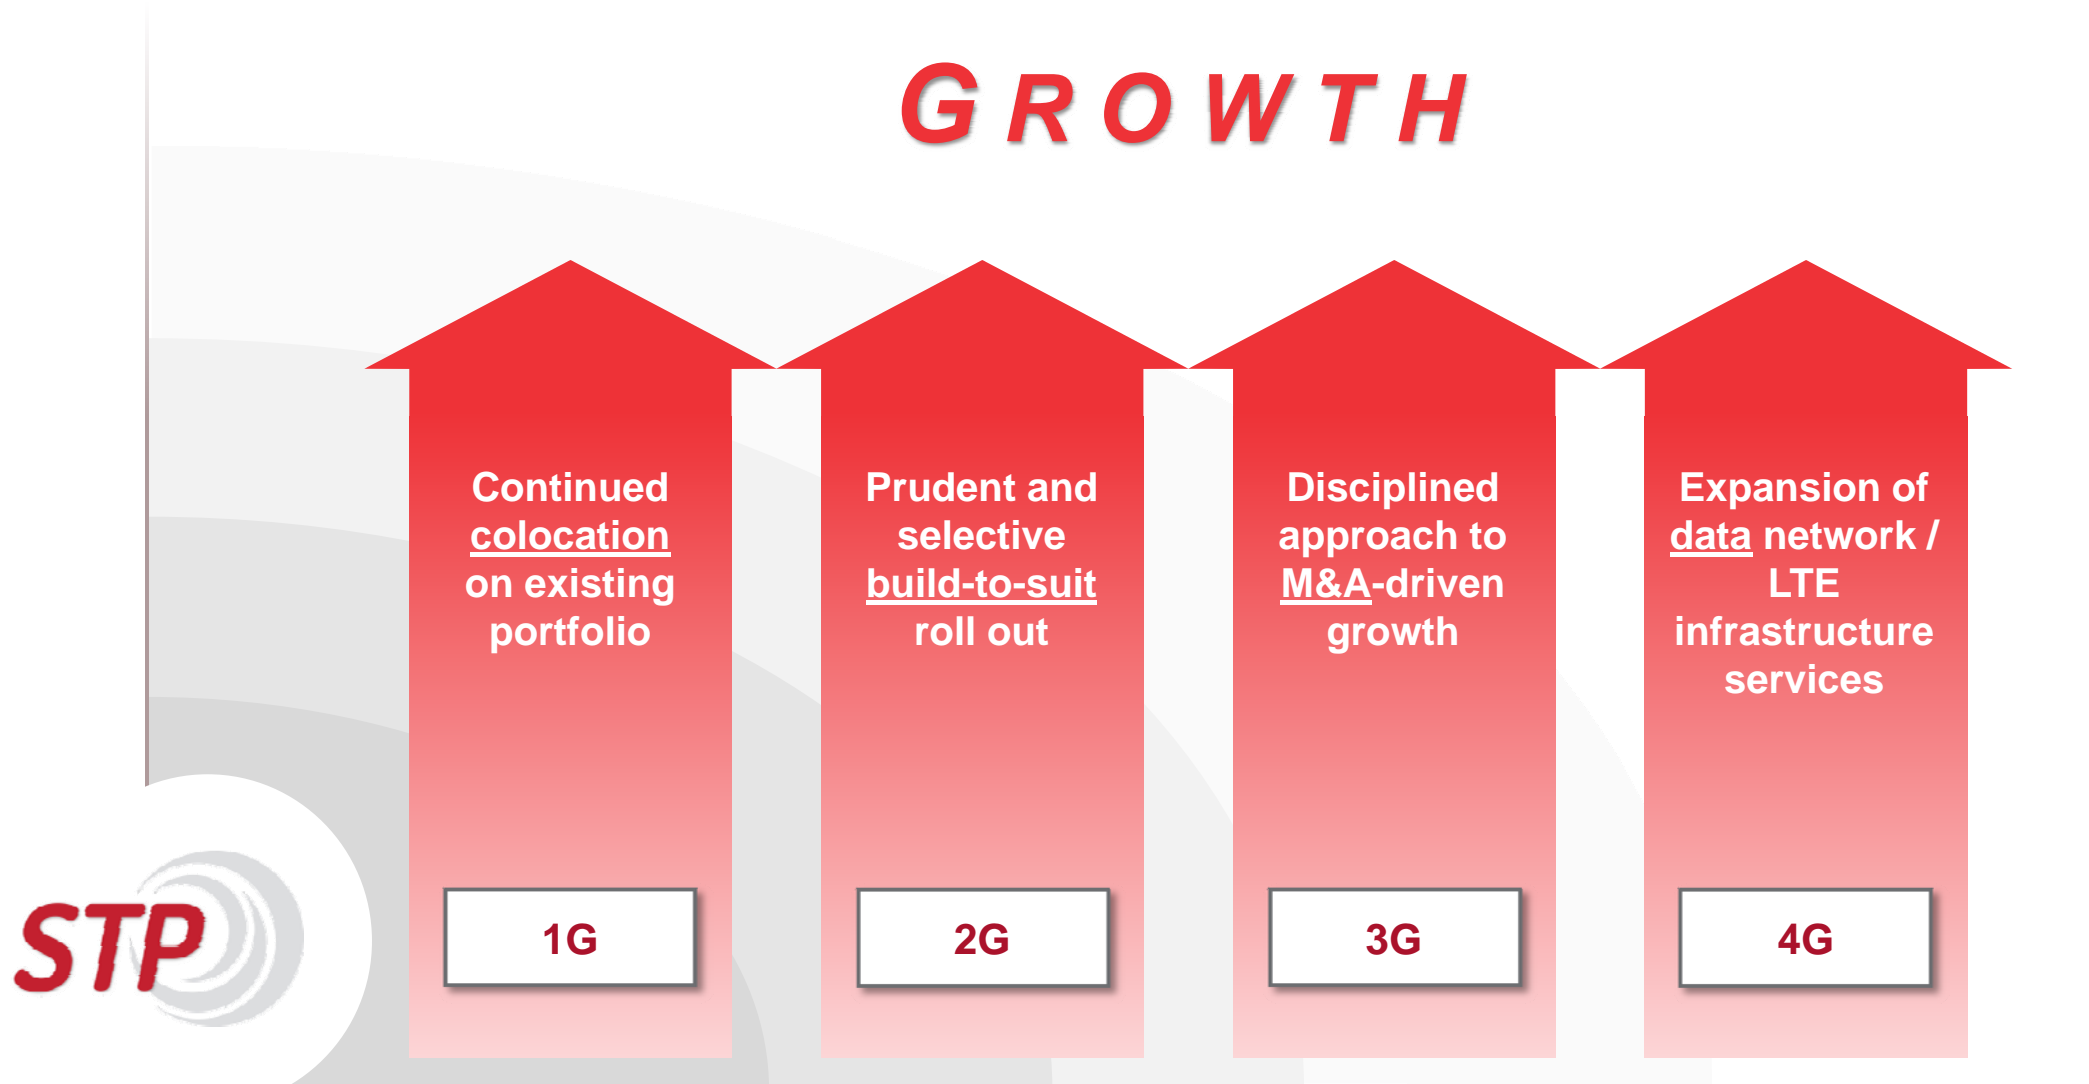 GROWTH
Continued
colocation
on existing
portfolio
Prudent and
selective
build-to-suit
roll out
Disciplined
approach to
M&A-driven
growth
Expansion of
data network /
LTE
infrastructure
services
1G
2G
3G
4G
STP